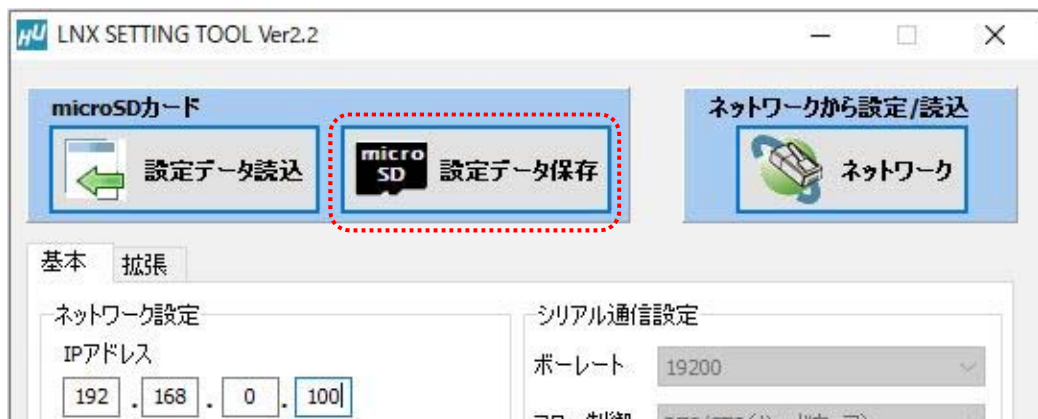 HU LNX SETTING TOOL Ver2.2
microSDカード
設定データ読込
micro
SD
設定データ保存
ネットワークから設定/読込
ネットワーク
基本
拡張
ネットワーク設定
IPアドレス
192 . 168 . 0 . 100
シリアル通信設定
ボーレート 19200